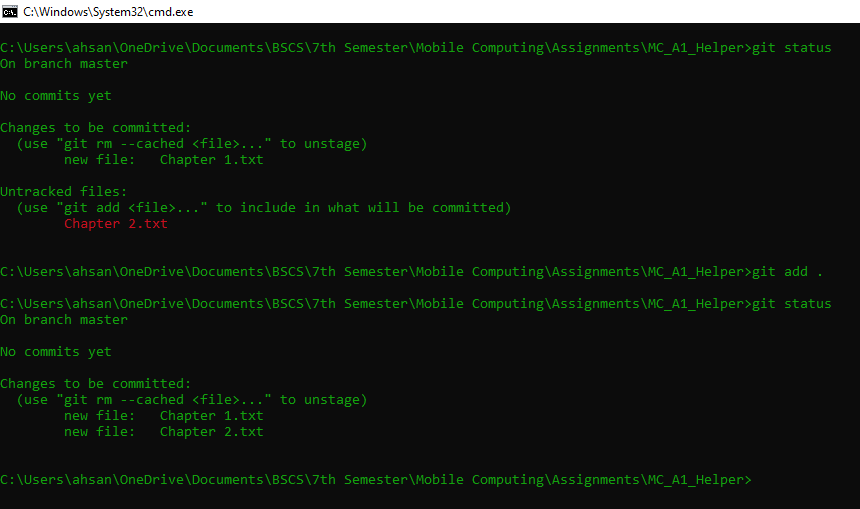 C:\Windows\System32\cmd.exe
C:\Users\ahsan\OneDrive\Documents\BSCS\7th Semester\Mobile Computing\Assignments\MC_A1_Helper>git status
On branch master
No commits yet
Changes to be committed:
  (use "git rm --cached <file>..." to unstage)
        new file:   Chapter 1.txt
Untracked files:
  (use "git add <file>..." to include in what will be committed)
        Chapter 2.txt
C:\Users\ahsan\OneDrive\Documents\BSCS\7th Semester\Mobile Computing\Assignments\MC_A1_Helper>git add .
C:\Users\ahsan\OneDrive\Documents\BSCS\7th Semester\Mobile Computing\Assignments\MC_A1_Helper>git status
On branch master
No commits yet
Changes to be committed:
  (use "git rm --cached <file>..." to unstage)
        new file:   Chapter 1.txt
        new file:   Chapter 2.txt
C:\Users\ahsan\OneDrive\Documents\BSCS\7th Semester\Mobile Computing\Assignments\MC_A1_Helper>